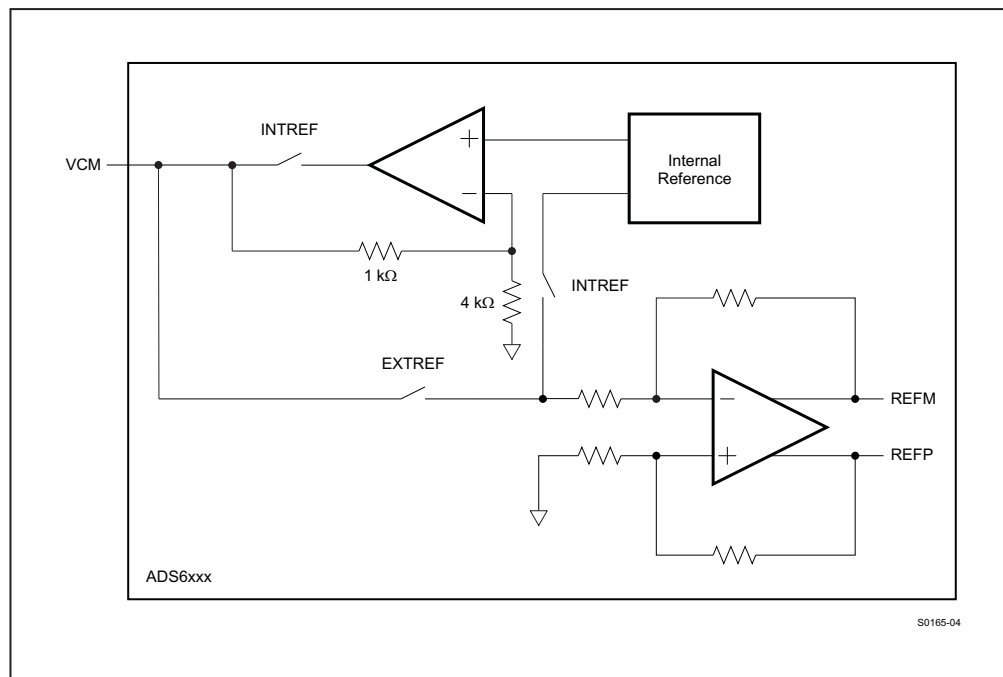 INTREF
VCM
+
−
Internal
Reference
1 kΩ
4 kΩ
INTREF
EXTREF
−
REFM
+
REFP
ADS6xxx
S0165-04